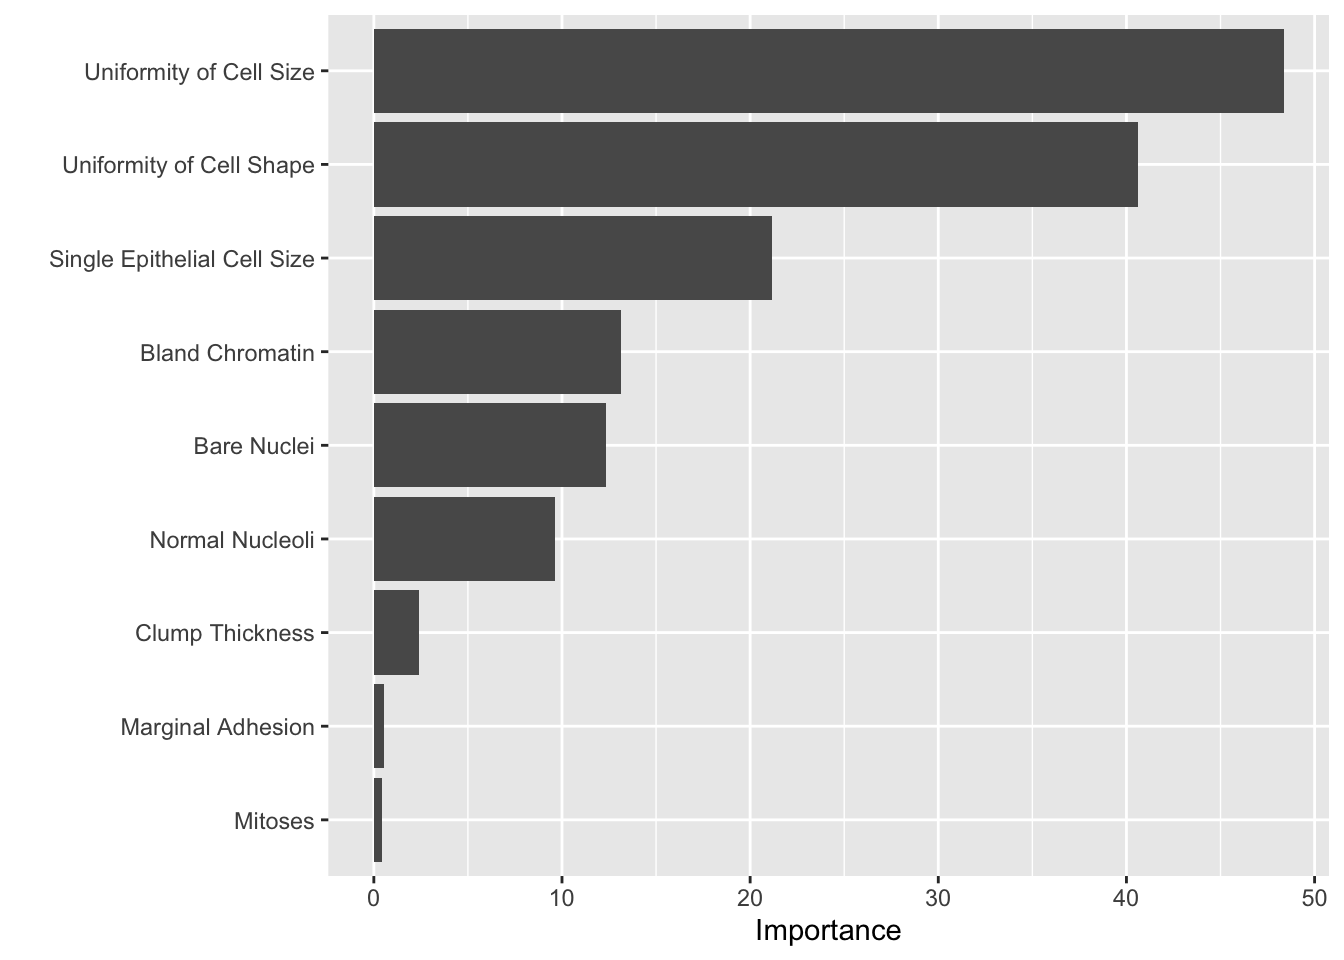 Uniformity of Cell Size
Uniformity of Cell Shape
Single Epithelial Cell Size
Bland Chromatin
Bare Nuclei
Normal Nucleoli
Clump Thickness
Marginal Adhesion
Mitoses
0 10 20 30 40 50
Importance